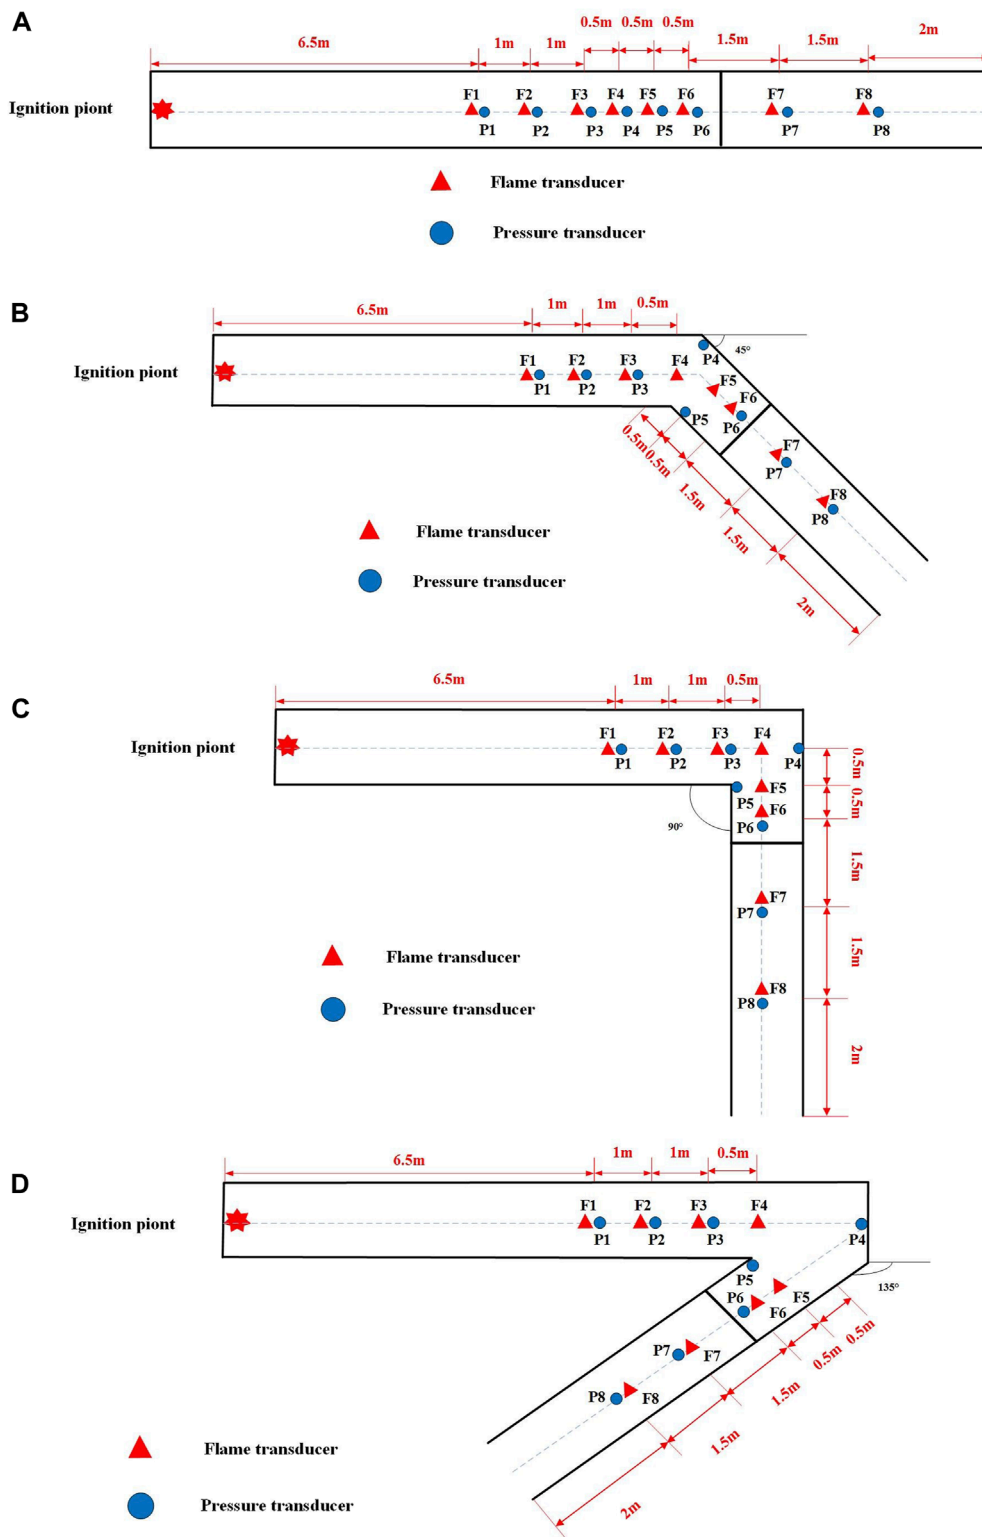 A
6.5m 1m 1m 0.5m 0.5m 0.5m 1.5m 1.5m 2m
Ignition piont
F1 F2 F3 F4 F5 F6 F7 F8
P1 P2 P3 P4 P5 P6 P7 P8
Flame transducer
Pressure transducer
B
6.5m 1m 1m 0.5m
45°
Ignition piont
F1 F2 F3 F4 P4
P1 P2 P3 F5
P5 F6
P6
F7
P7
F8
P8
0.5m
0.5m
1.5m
1.5m
2m
Flame transducer
Pressure transducer
C
6.5m 1m 1m 0.5m
Ignition piont
F1 F2 F3 F4
P1 P2 P3 P4
0.5m
F5
P5
F6
0.5m
P6
90°
1.5m
F7
P7
1.5m
F8
P8
2m
Flame transducer
Pressure transducer
D
6.5m 1m 1m 0.5m
Ignition piont
F1 F2 F3 F4
P1 P2 P3 P4
P5
135°
F5
P6
F6
P7
F7
P8
F8
0.5m
0.5m
1.5m
1.5m
2m
Flame transducer
Pressure transducer